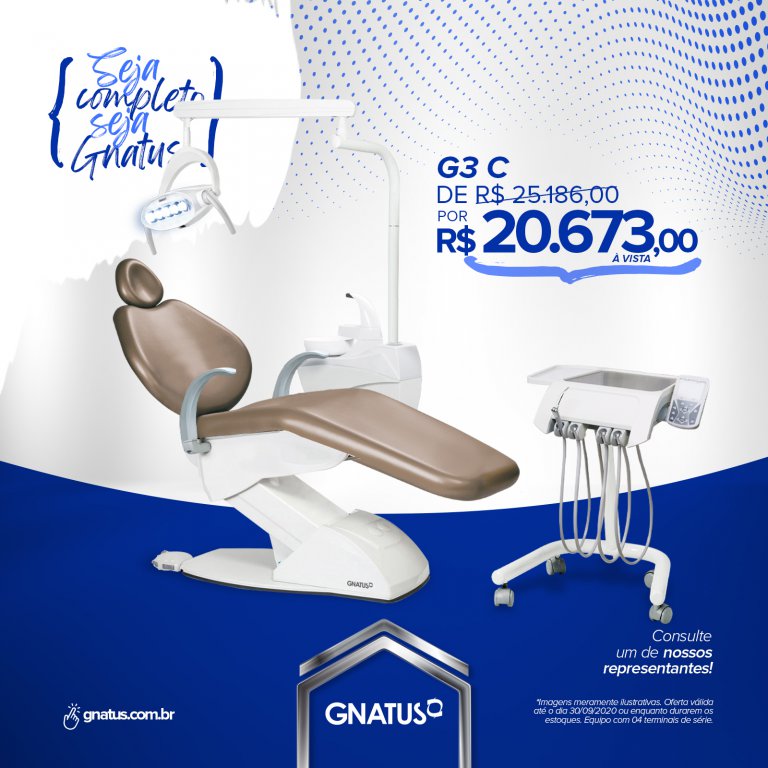 Seja
completo
seja
Gnatus
G3 C
DE R$ 25.186,00
POR
R$ 20.673,00
À VISTA
GNATUS
Consulte
um de nossos
representantes!
gnatus.com.br
GNATUS
*Imagens meramente ilustrativas. Oferta válida
até o dia 30/09/2020 ou enquanto durarem os
estoques. Equipo com 04 terminais de série.